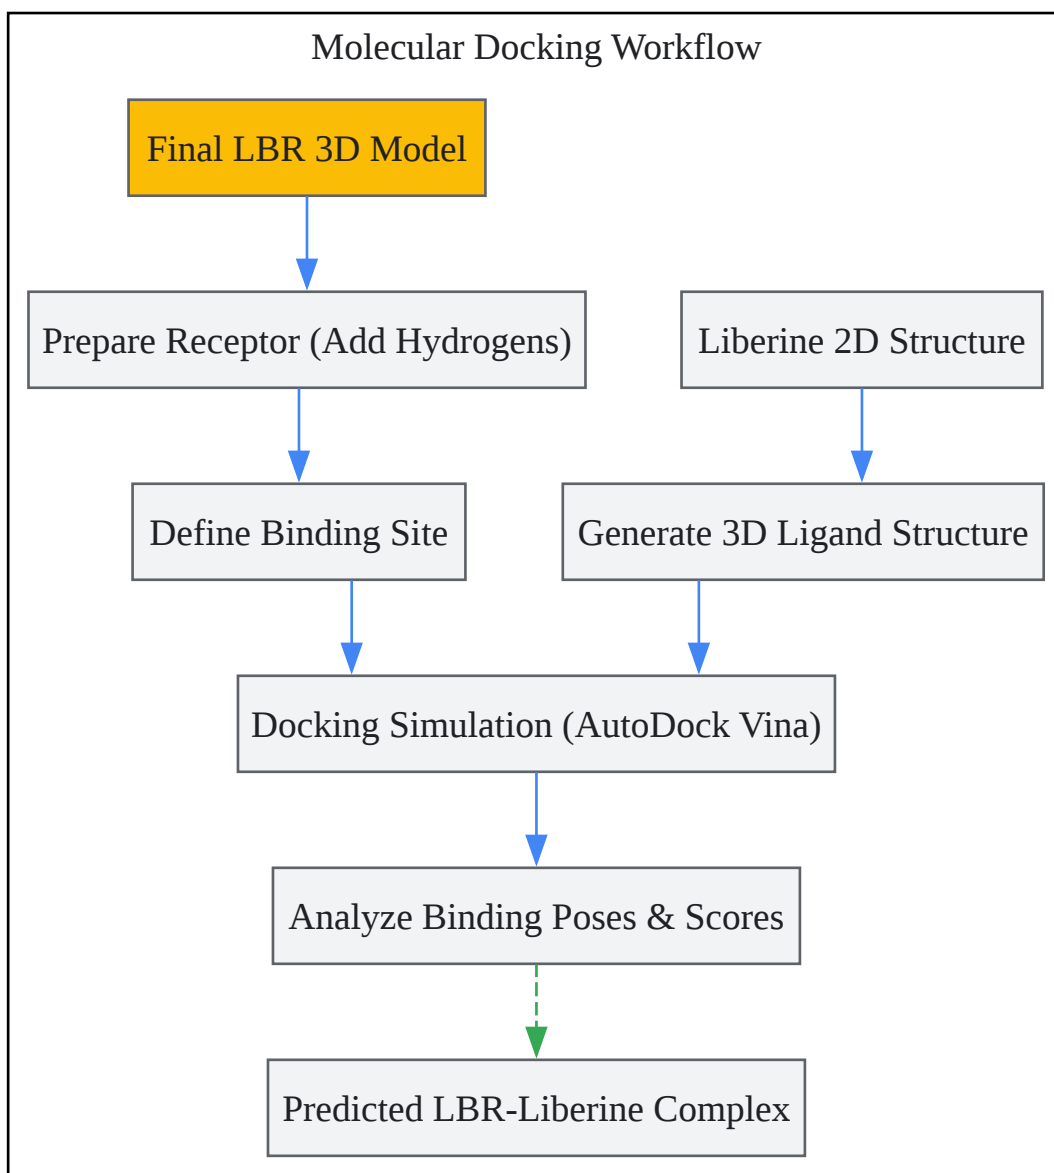 Molecular Docking Workflow
Final LBR 3D Model
Prepare Receptor (Add Hydrogens)
Liberine 2D Structure
Define Binding Site
Generate 3D Ligand Structure
Docking Simulation (AutoDock Vina)
Analyze Binding Poses & Scores
Predicted LBR-Liberine Complex